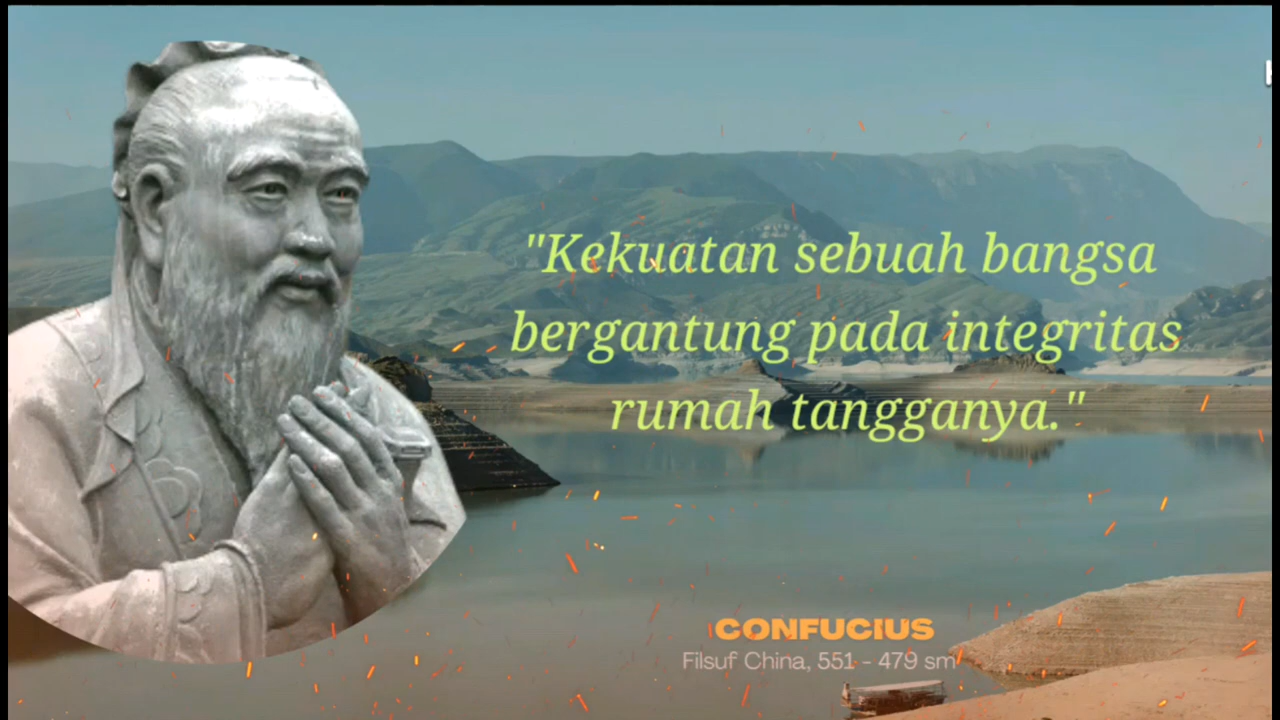 "Kekuatan sebuah bangsa
bergantung pada integritas
rumah tangganya."
CONFUCIUS
Filsuf China, 551 - 479 sm